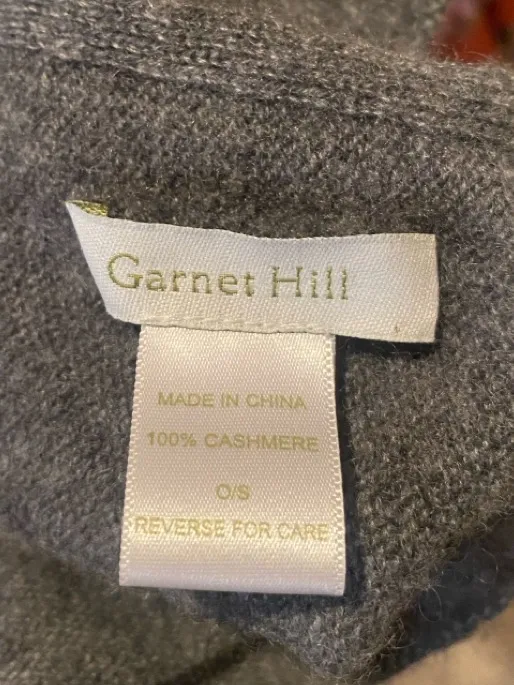 Garnet Hill
MADE IN CHINA
100% CASHMERE
O/S
REVERSE FOR CARE